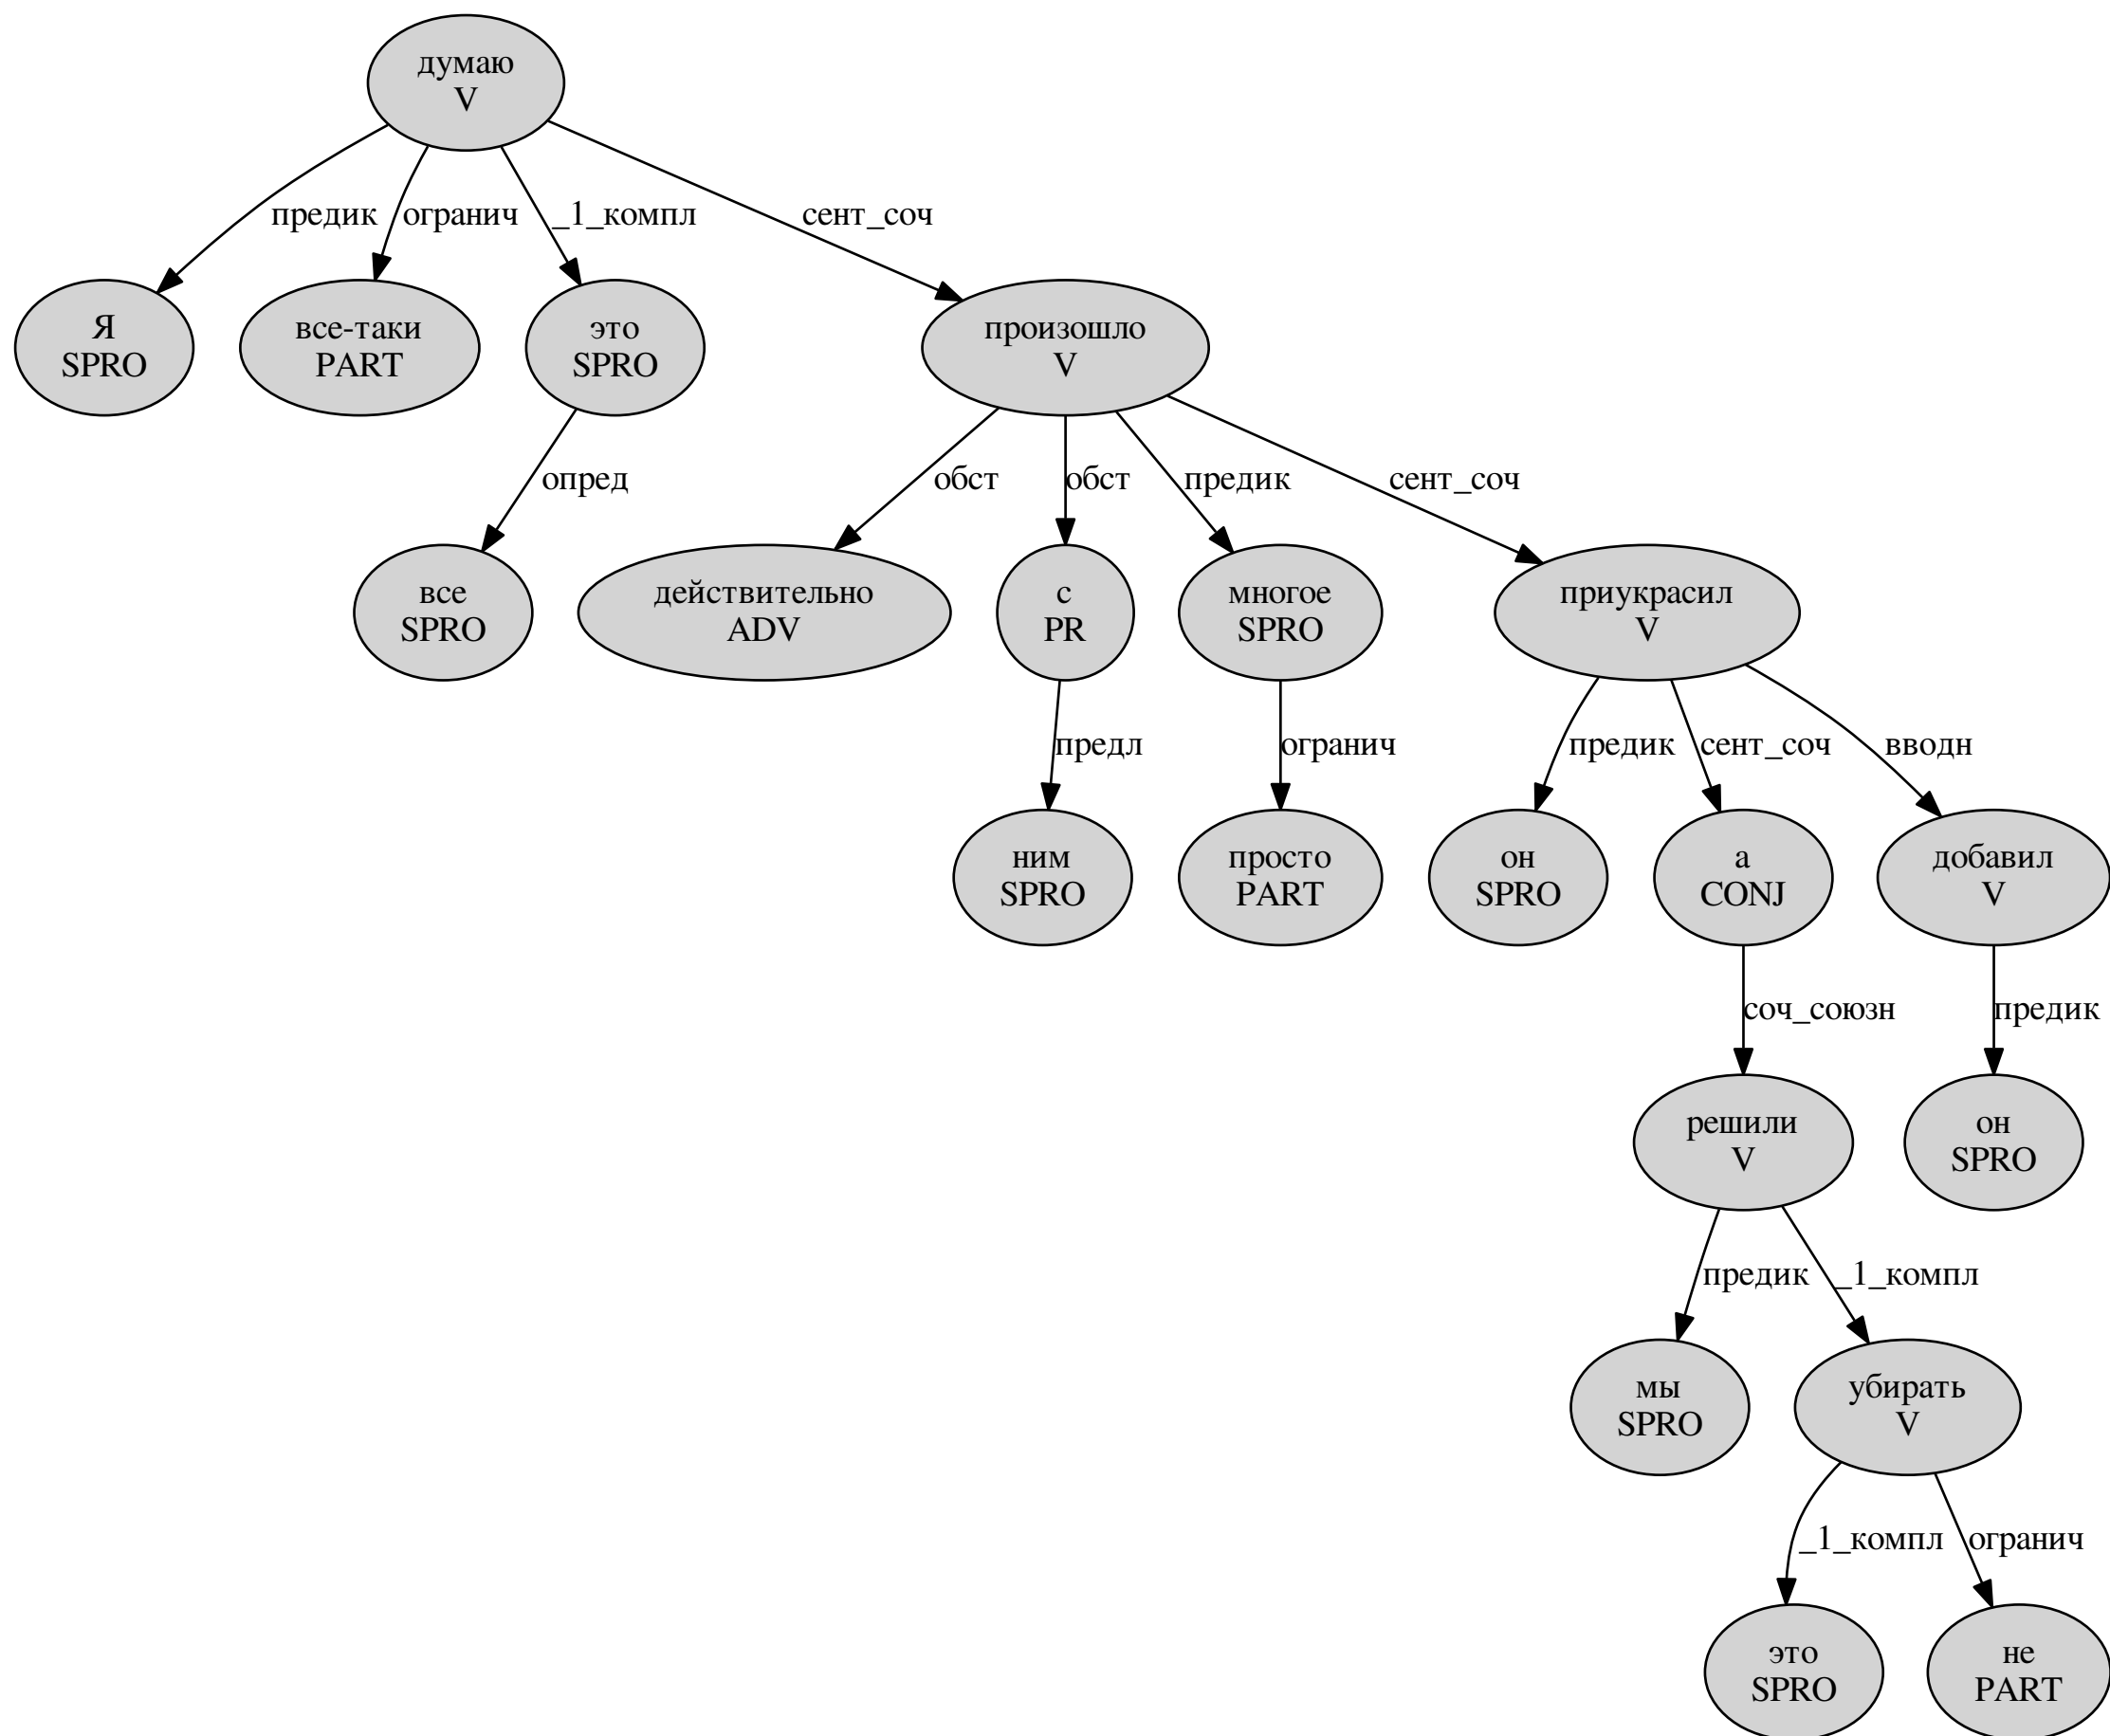 думаю
V
предик
огранич
_1_компл
сент_соч
Я
SPRO
все-таки
PART
это
SPRO
произошло
V
опред
обст
обст
предик
сент_соч
все
SPRO
действительно
ADV
с
PR
многое
SPRO
приукрасил
V
предл
огранич
предик
сент_соч
вводн
ним
SPRO
просто
PART
он
SPRO
а
CONJ
добавил
V
соч_союзн
предик
решили
V
он
SPRO
предик
_1_компл
мы
SPRO
убирать
V
_1_компл
огранич
это
SPRO
не
PART